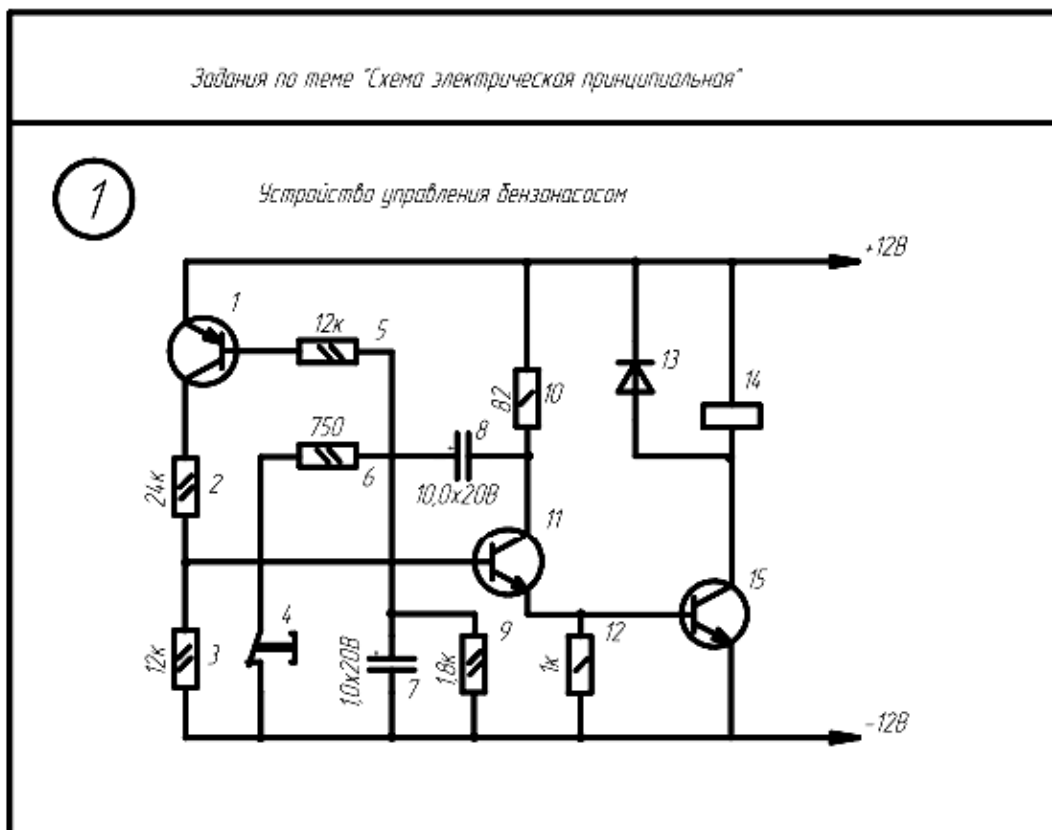 Задания по теме "Схема электрическая принципиальная"
1
Устройство управления бензонасосом
+12В
1
12к
5
13
14
82
10
750
6
8
10,0х20В
24к
2
11
15
4
9
12
12к
3
1,0х20В
7
1,8к
1к
-12В